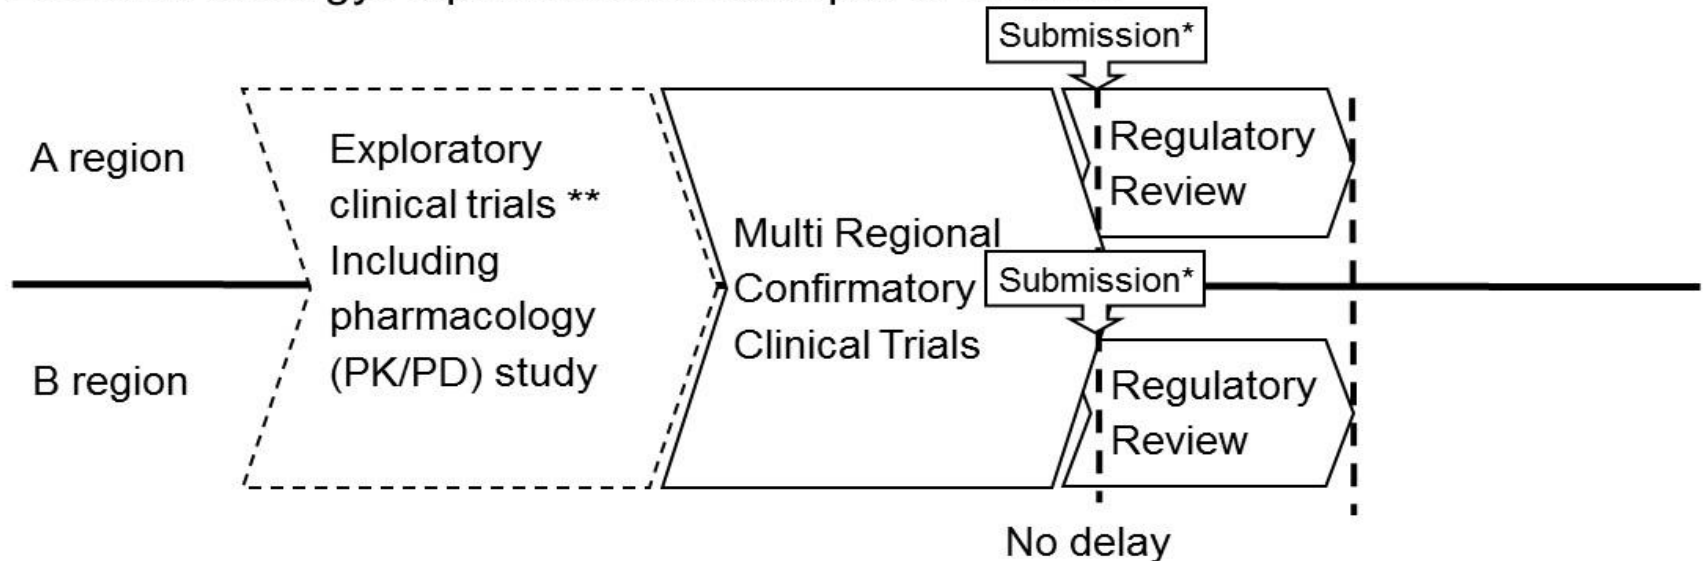 Submission*
A region
Exploratory
clinical trials **
Including
pharmacology
(PK/PD) study
B region
Multi Regional
Confirmatory
Clinical Trials
Regulatory
Review
Submission*
Regulatory
Review
No delay